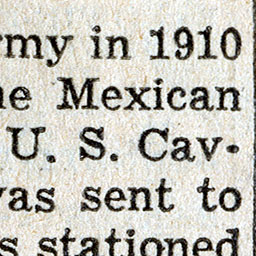 rmy in 1910
e Mexican
U. S. Cav-
as sent to
s stationed